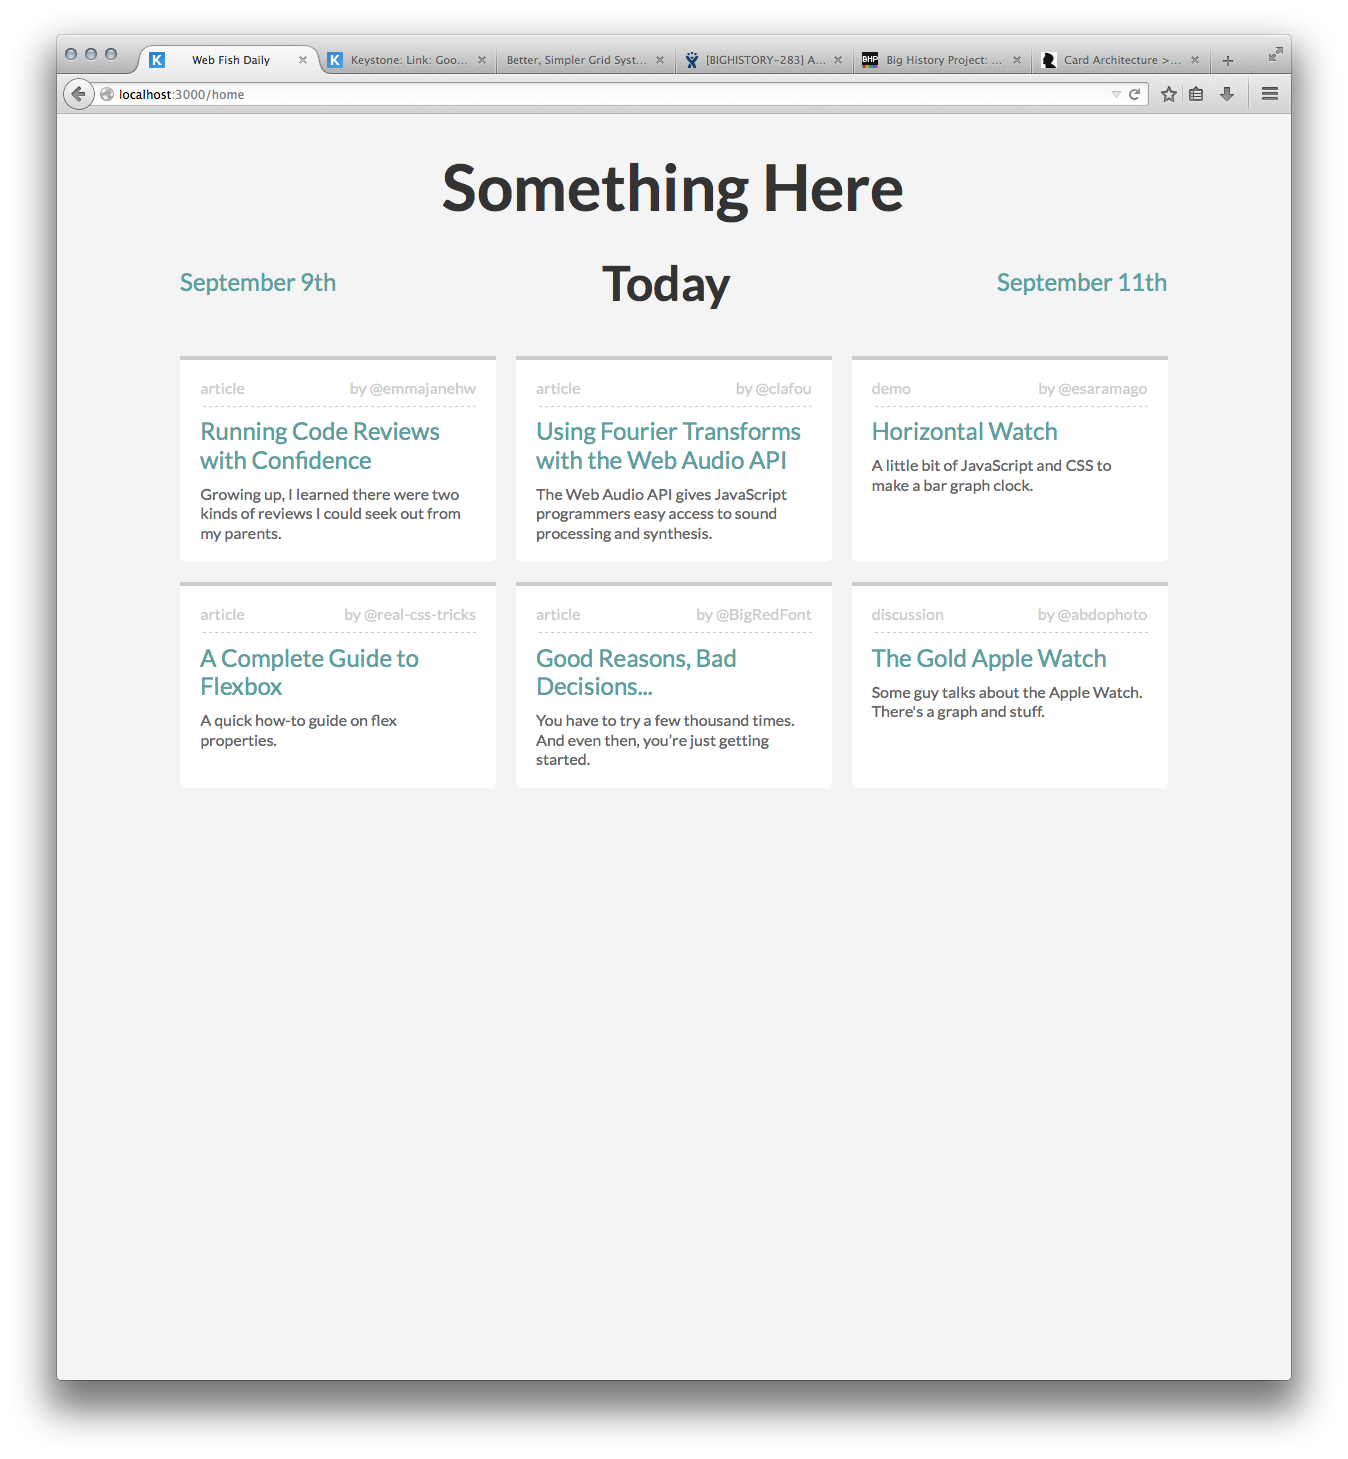 Web Fish Daily
Keystone: Link: Goo...
Better, Simpler Grid Syst...
[BIGHISTORY-283] A...
BHP
Big History Project: ...
Card Architecture >...
localhost:3000/home
Something Here
September 9th
Today
September 11th
article
by @emmajanehw
Running Code Reviews
with Confidence
Growing up, I learned there were two
kinds of reviews I could seek out from
my parents.
article
by @clafou
Using Fourier Transforms
with the Web Audio API
The Web Audio API gives JavaScript
programmers easy access to sound
processing and synthesis.
demo
by @esaramago
Horizontal Watch
A little bit of JavaScript and CSS to
make a bar graph clock.
article
by @real-css-tricks
A Complete Guide to
Flexbox
A quick how-to guide on flex
properties.
article
by @BigRedFont
Good Reasons, Bad
Decisions...
You have to try a few thousand times.
And even then, you’re just getting
started.
discussion
by @abdophoto
The Gold Apple Watch
Some guy talks about the Apple Watch.
There's a graph and stuff.